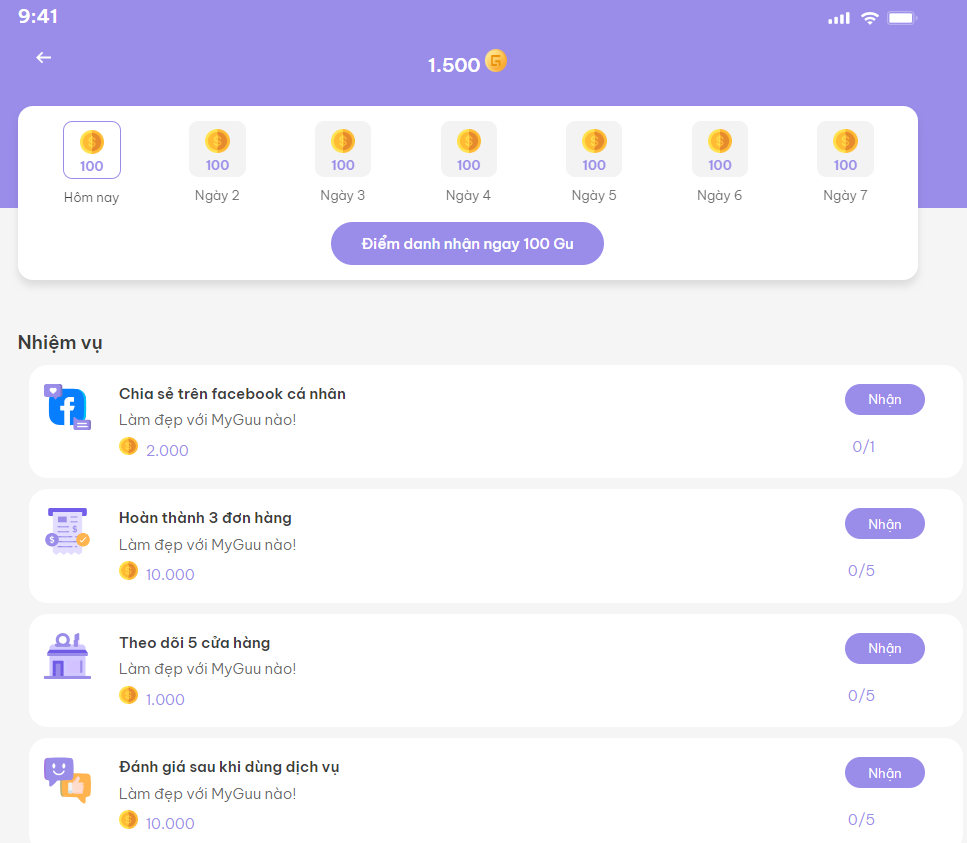 9:41
1.500
100 100 100 100 100 100 100
Hôm nay Ngày 2 Ngày 3 Ngày 4 Ngày 5 Ngày 6 Ngày 7
Điểm danh nhận ngay 100 Gu
Nhiệm vụ
Chia sẻ trên facebook cá nhân
Nhận
Làm đẹp với MyGuu nào!
2.000
0/1
Hoàn thành 3 đơn hàng
Nhận
Làm đẹp với MyGuu nào!
10.000
0/5
Theo dõi 5 cửa hàng
Nhận
Làm đẹp với MyGuu nào!
1.000
0/5
Đánh giá sau khi dùng dịch vụ
Nhận
Làm đẹp với MyGuu nào!
10.000
0/5